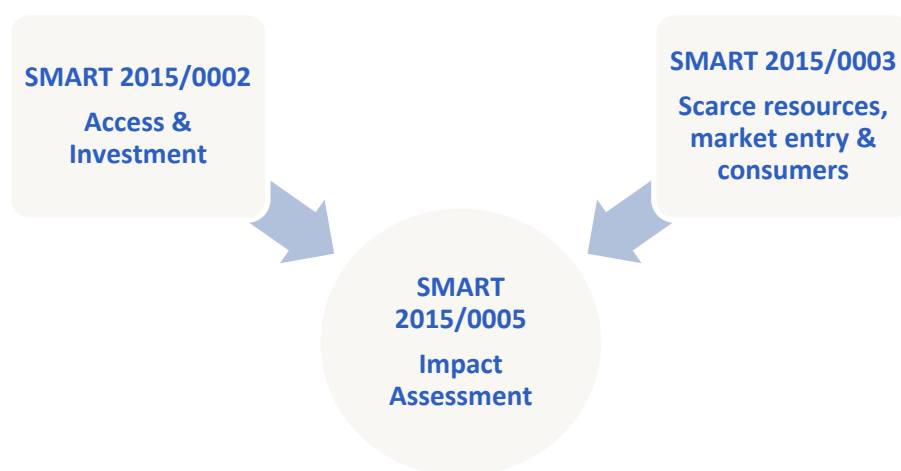 SMART 2015/0002
Access &
Investment
SMART 2015/0003
Scarce resources,
market entry &
consumers
SMART
2015/0005
Impact
Assessment